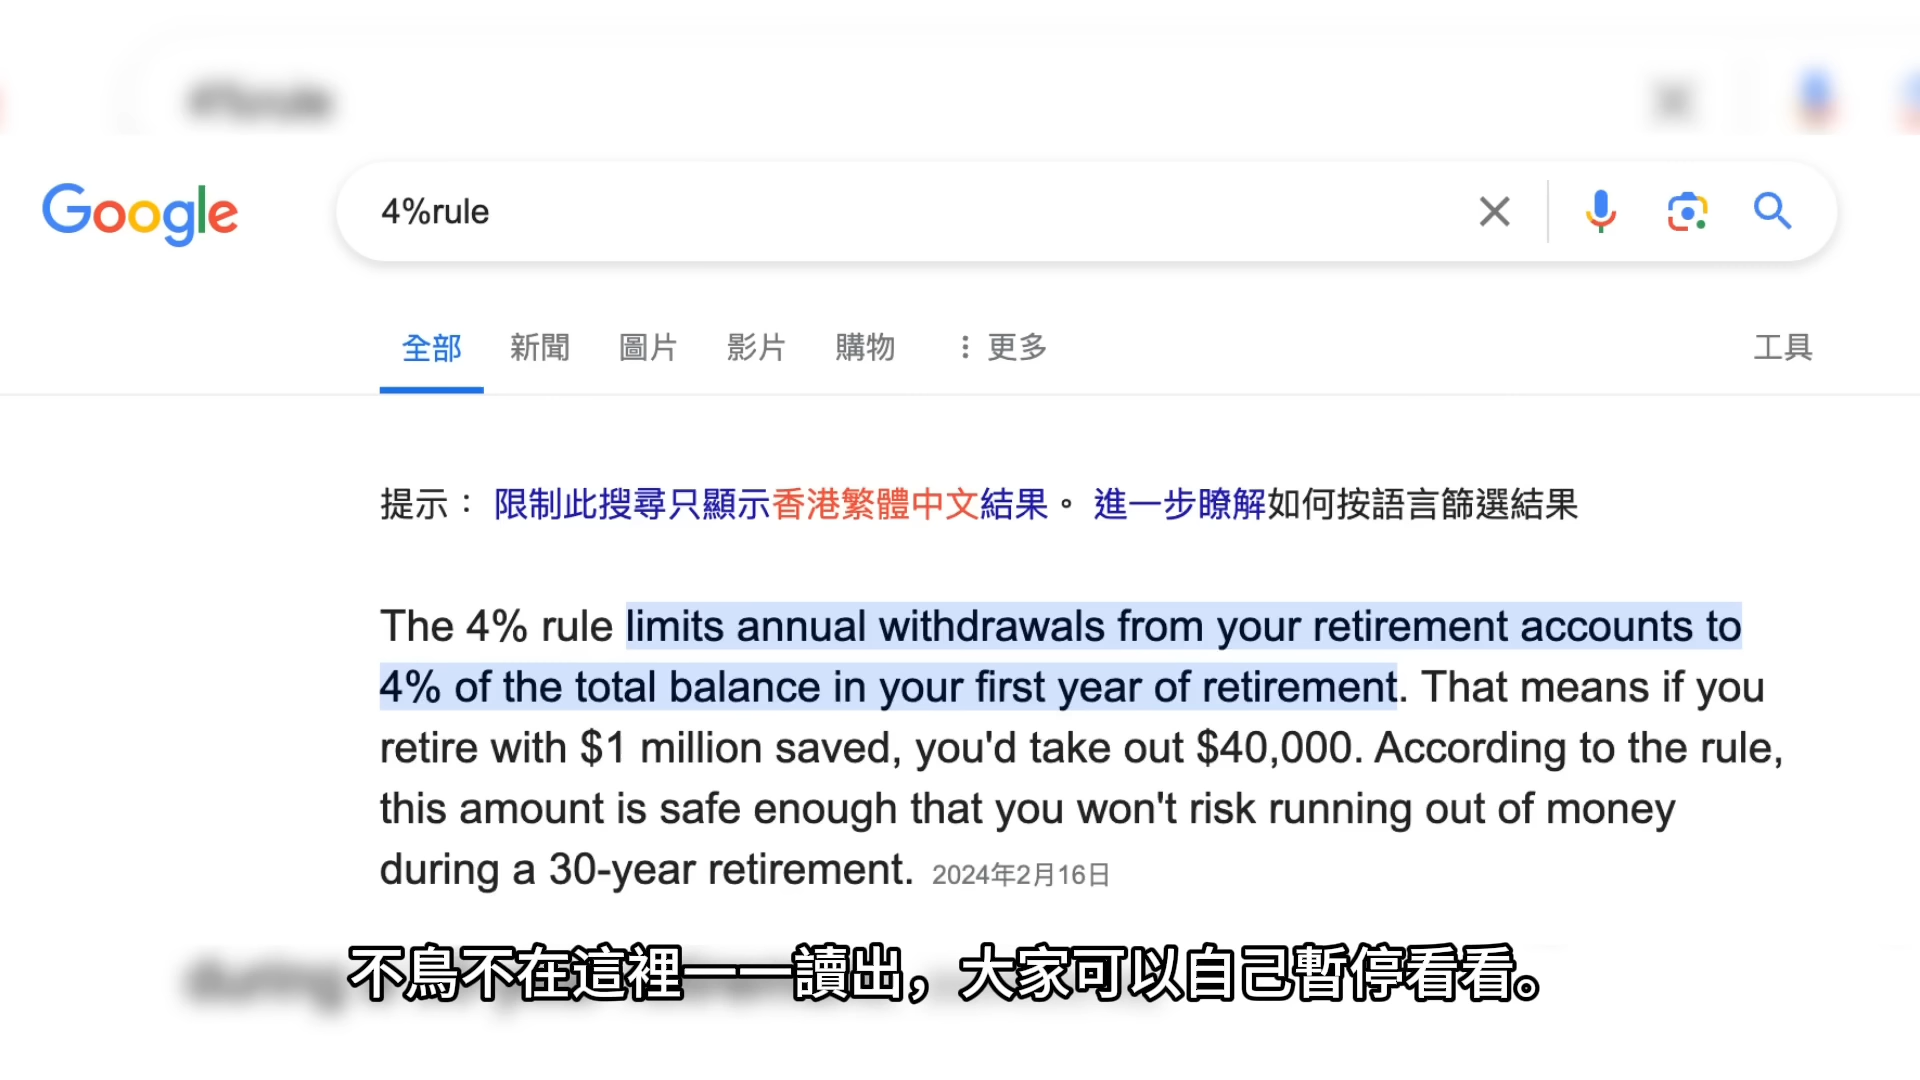 Google
4%rule
全部 新聞 圖片 影片 購物 ⋮ 更多 工具
提示： 限制此搜尋只顯示香港繁體中文結果。 進一步瞭解如何按語言篩選結果
The 4% rule limits annual withdrawals from your retirement accounts to
4% of the total balance in your first year of retirement. That means if you
retire with $1 million saved, you'd take out $40,000. According to the rule,
this amount is safe enough that you won't risk running out of money
during a 30-year retirement. 2024年2月16日
不鳥不在這裡一一讀出，大家可以自己暫停看看。